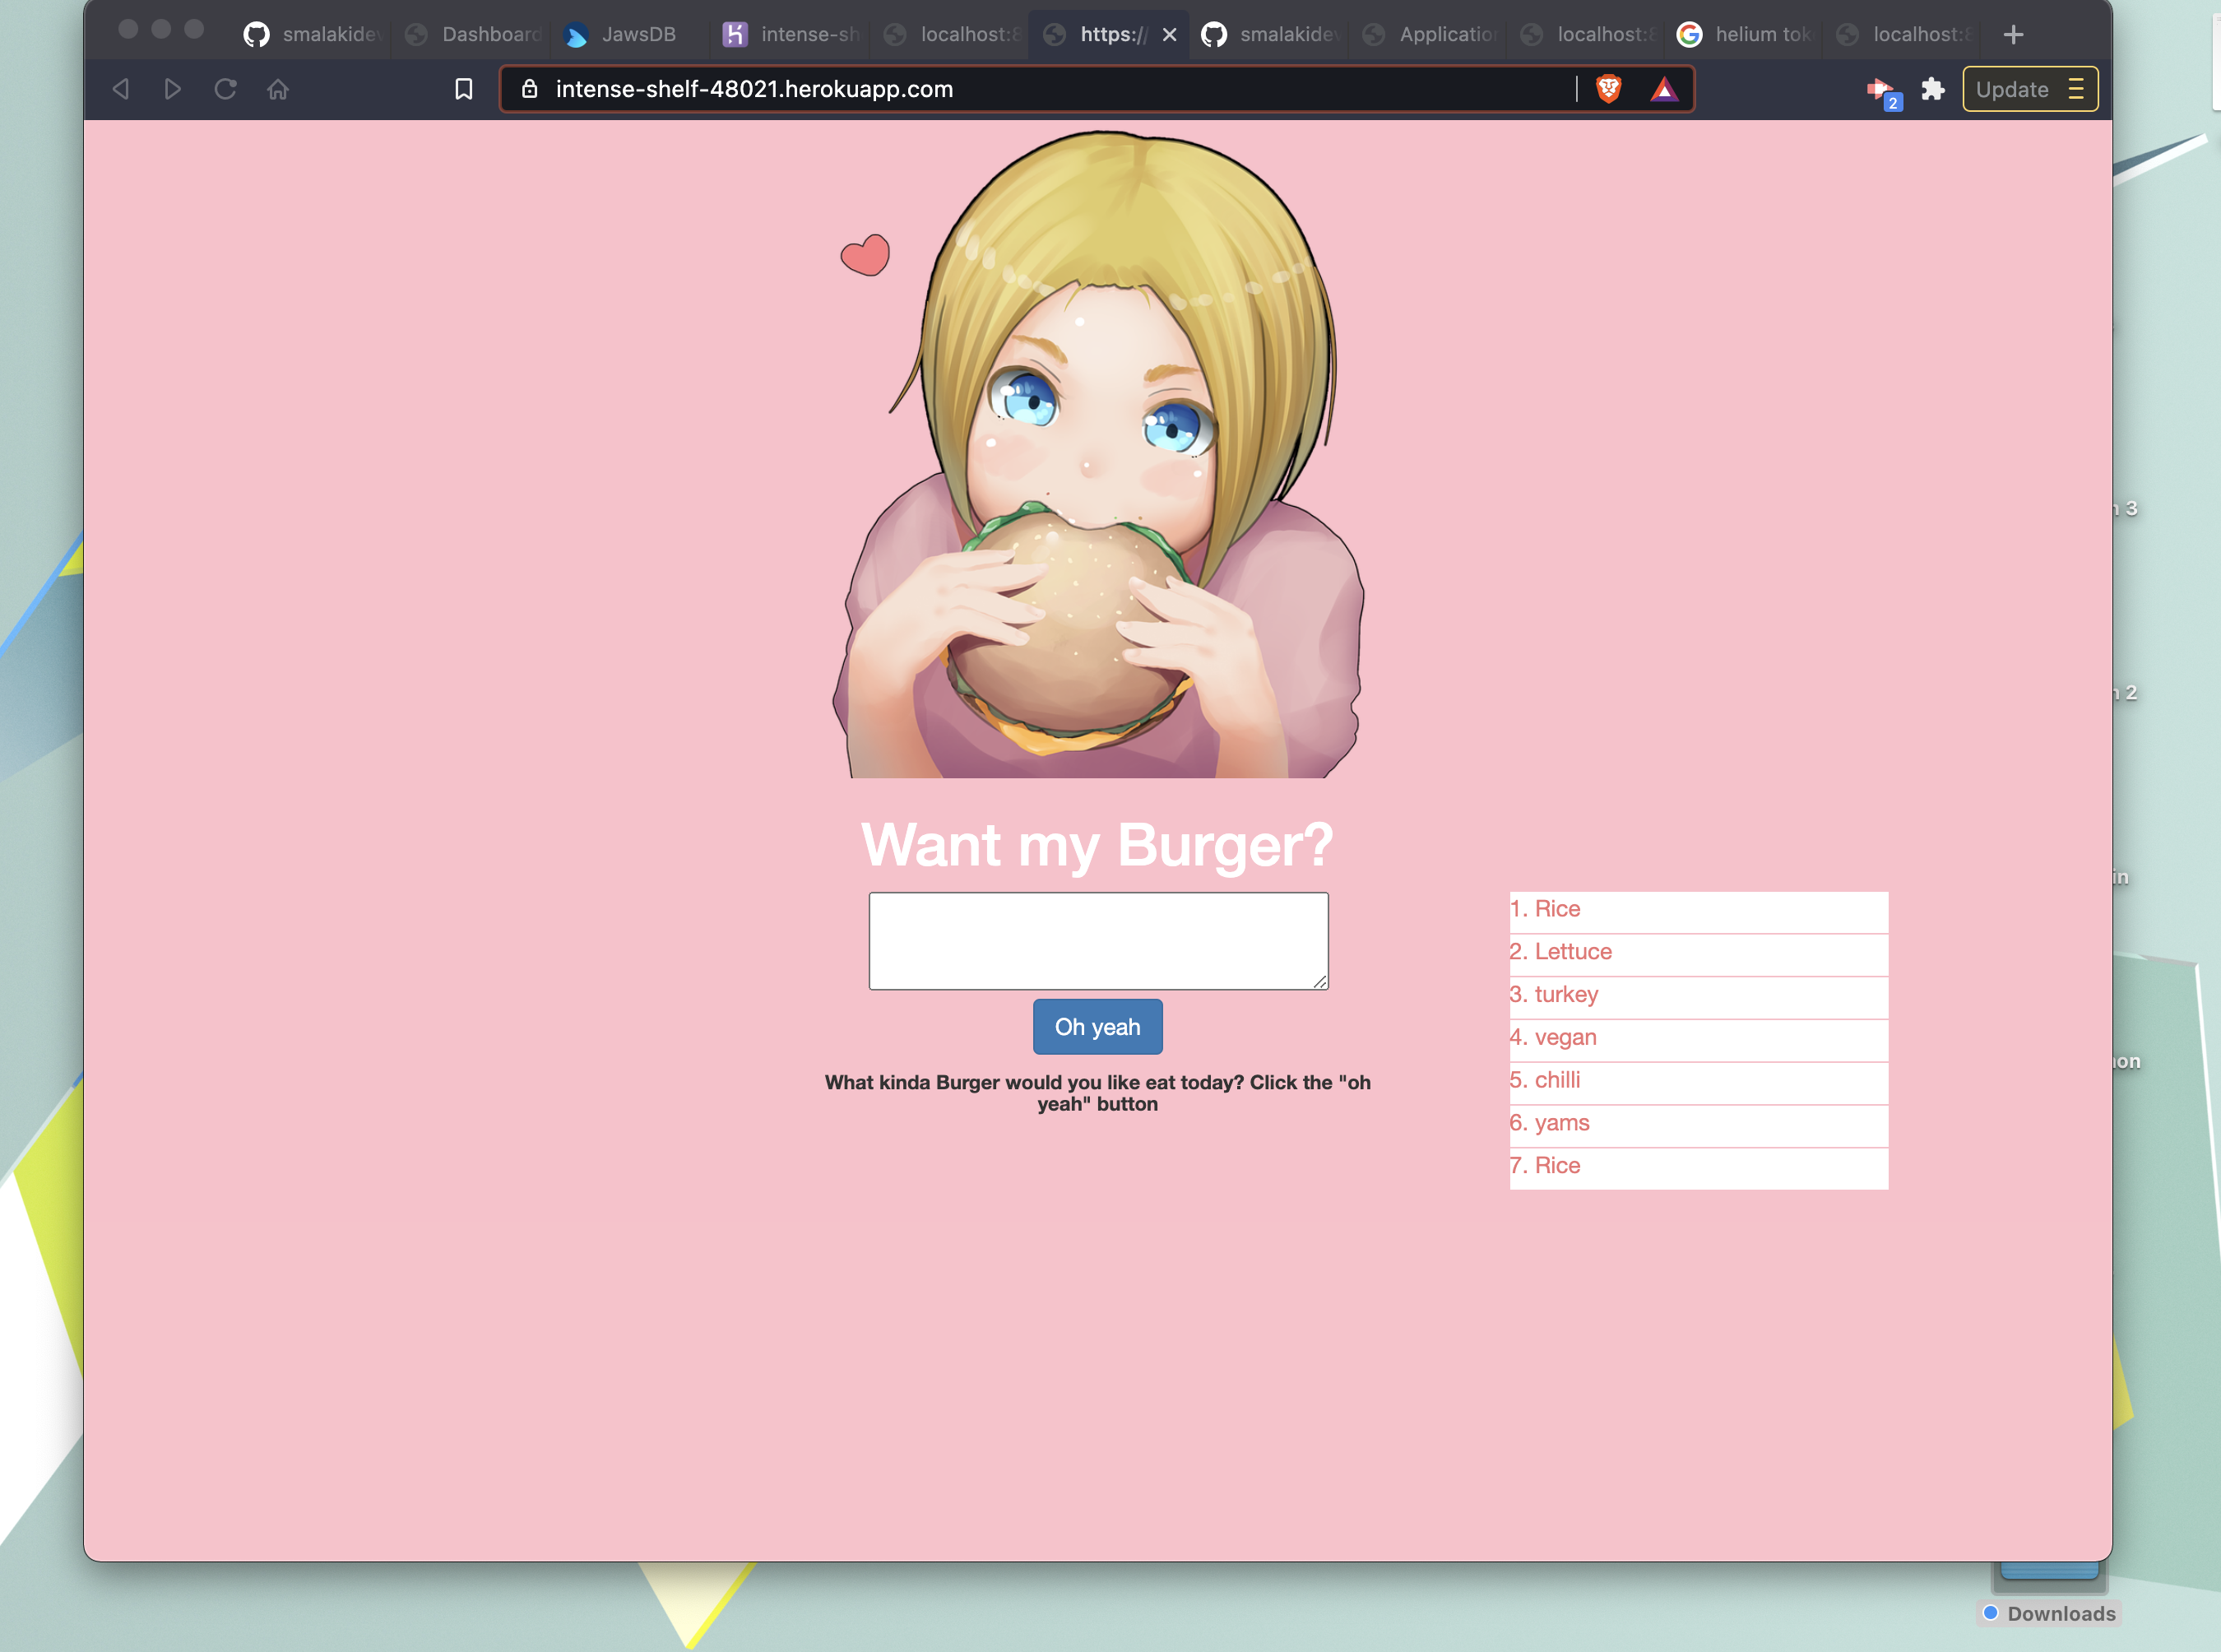 smalakidev
Dashboard
JawsDB
intense-sh
localhost:8
https://
smalakidev
Application
localhost:8
helium tok
localhost:8
intense-shelf-48021.herokuapp.com
2
Update
n 3
n 2
in
Want my Burger?
1. Rice
2. Lettuce
3. turkey
4. vegan
5. chilli
6. yams
7. Rice
Oh yeah
What kinda Burger would you like eat today? Click the "oh
yeah" button
Downloads